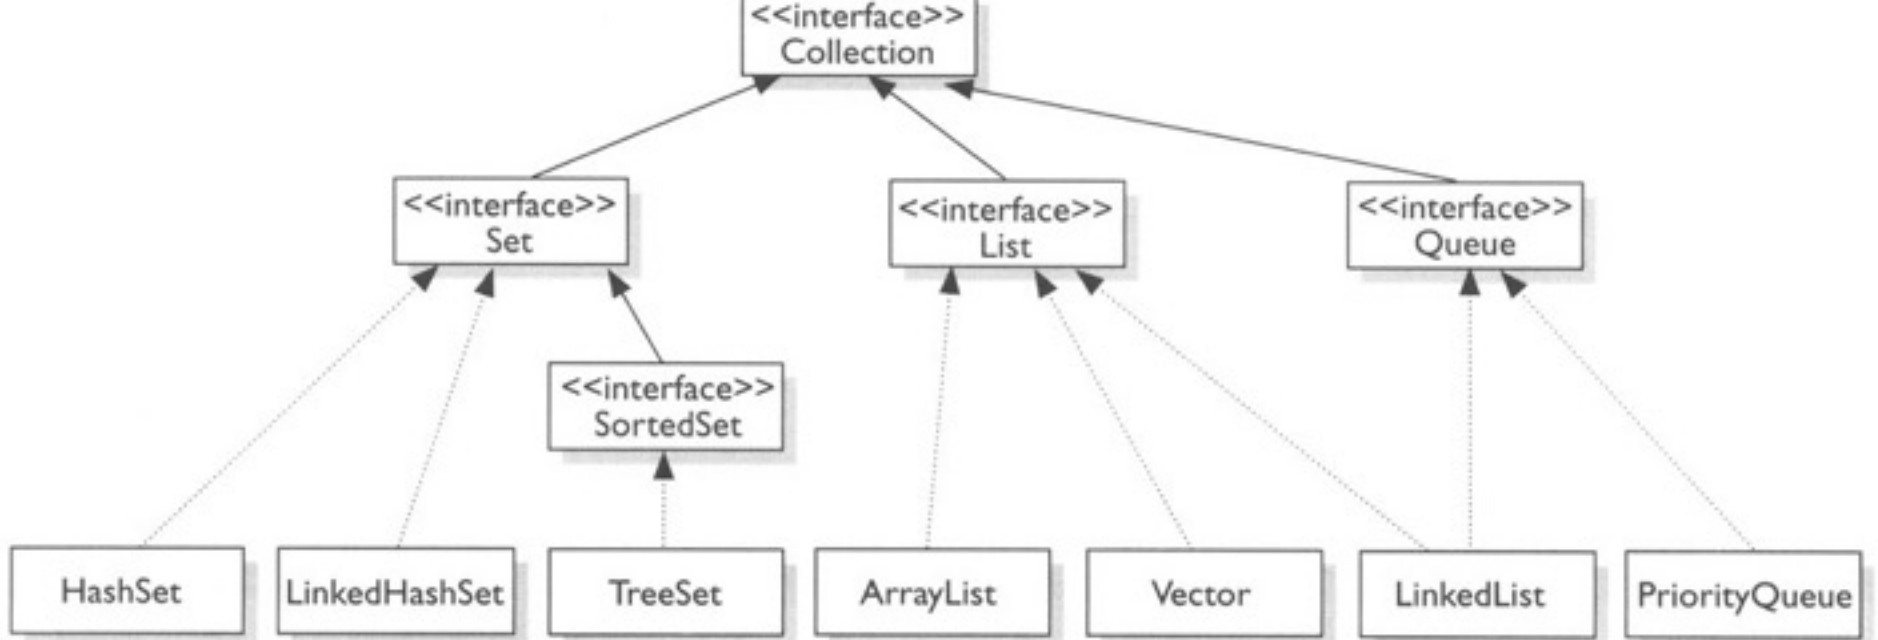 <<interface>>
Collection
<<interface>>
Set
<<interface>>
List
<<interface>>
Queue
<<interface>>
SortedSet
HashSet
LinkedHashSet
TreeSet
ArrayList
Vector
LinkedList
PriorityQueue